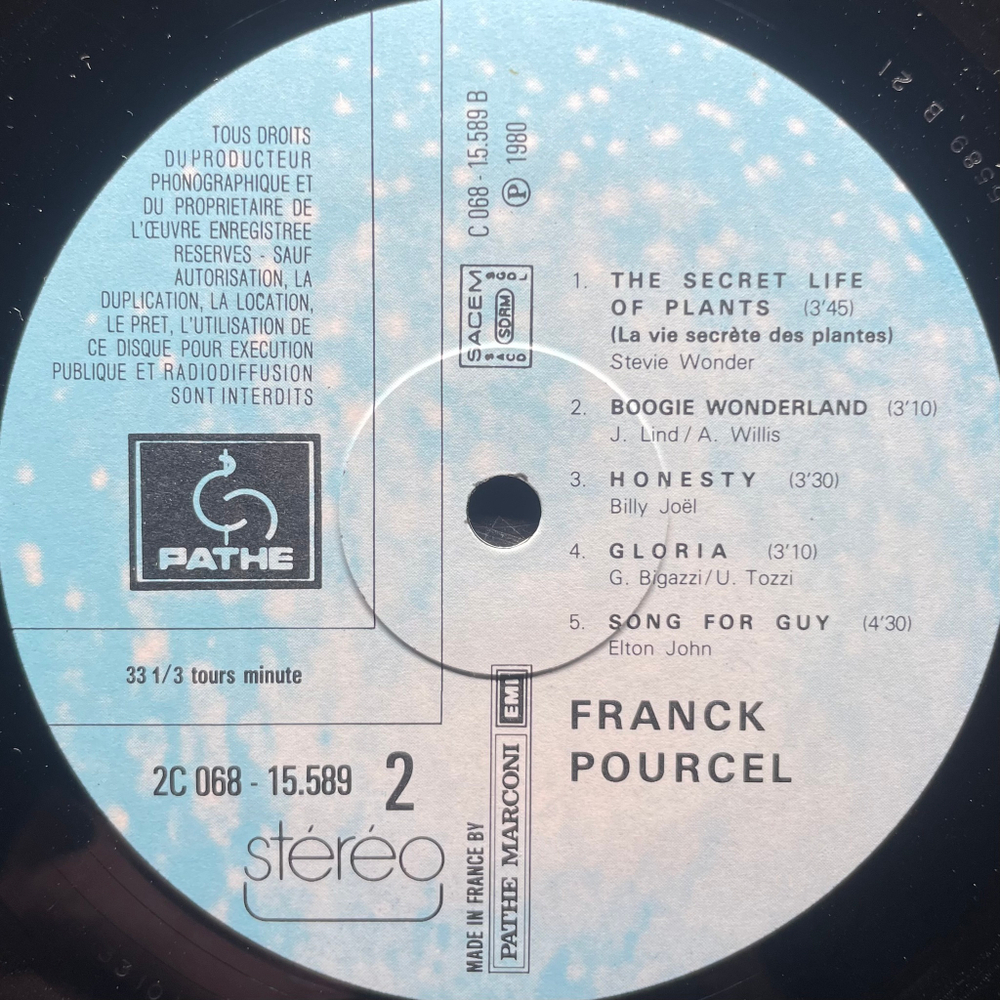 TOUS DROITS
DU PRODUCTEUR
PHONOGRAPHIQUE ET
DU PROPRIETAIRE DE
L'ŒUVRE ENREGISTREE
RESERVES - SAUF
AUTORISATION, LA
DUPLICATION, LA LOCATION,
LE PRET, L'UTILISATION DE
CE DISQUE POUR EXECUTION
PUBLIQUE ET RADIODIFFUSION
SONT INTERDITS
PATHE
33 1/3 tours minute
2C 068 - 15.589 2
stéréo
C 068 - 15.589 B
℗ 1980
SACEM
SDRM
SACD
MADE IN FRANCE BY
PATHE MARCONI EMI
1. THE SECRET LIFE
OF PLANTS (3'45)
(La vie secrète des plantes)
Stevie Wonder
2. BOOGIE WONDERLAND (3'10)
J. Lind / A. Willis
3. HONESTY (3'30)
Billy Joël
4. GLORIA (3'10)
G. Bigazzi/U. Tozzi
5. SONG FOR GUY (4'30)
Elton John
FRANCK
POURCEL
589 B 21